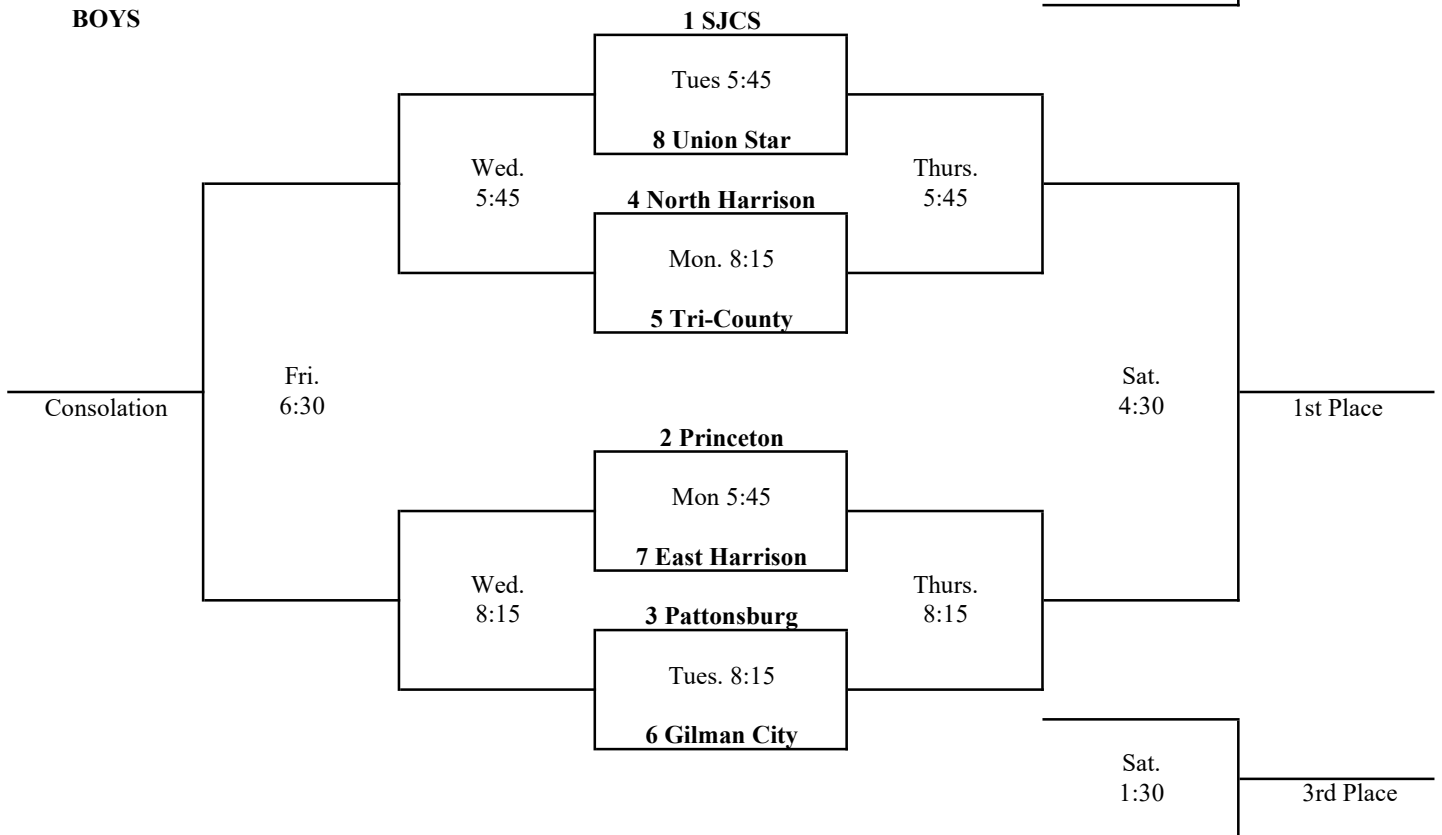 BOYS
1 SJCS
Tues 5:45
8 Union Star
Wed.
5:45
Thurs.
5:45
4 North Harrison
Mon. 8:15
5 Tri-County
Fri.
6:30
Sat.
4:30
Consolation
1st Place
2 Princeton
Mon 5:45
7 East Harrison
Wed.
8:15
Thurs.
8:15
3 Pattonsburg
Tues. 8:15
6 Gilman City
Sat.
1:30
3rd Place